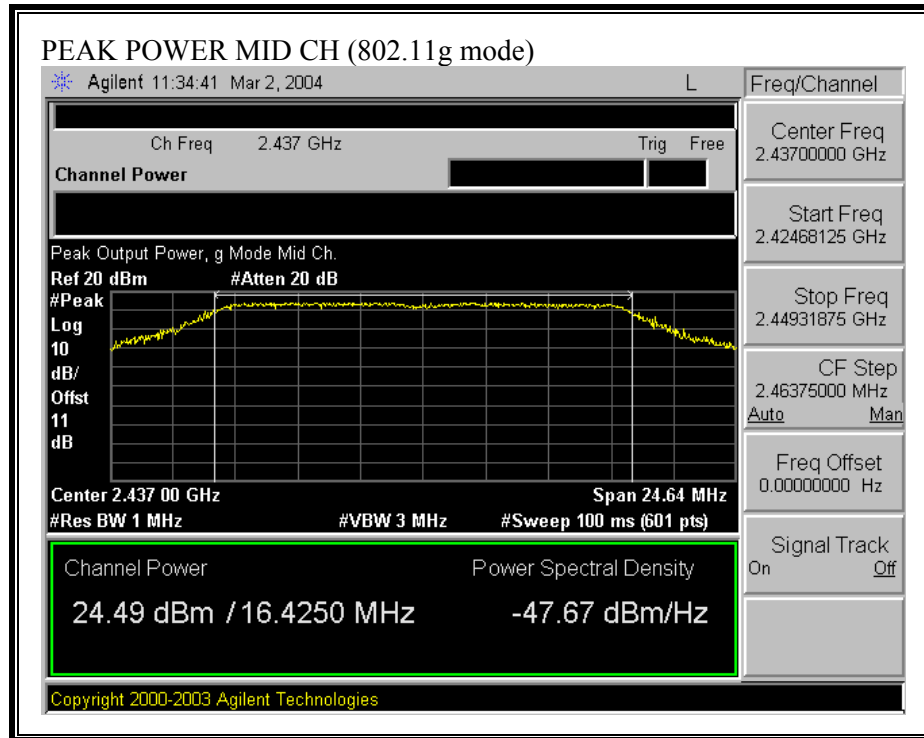 PEAK POWER MID CH (802.11g mode)
Agilent 11:34:41 Mar 2, 2004 L
Freq/Channel
Ch Freq 2.437 GHz Trig Free
Channel Power
Center Freq
2.43700000 GHz
Start Freq
2.42468125 GHz
Stop Freq
2.44931875 GHz
CF Step
2.46375000 MHz
Auto Man
Freq Offset
0.00000000 Hz
Signal Track
On Off
Peak Output Power, g Mode Mid Ch.
Ref 20 dBm #Atten 20 dB
#Peak
Log
10
dB/
Offst
11
dB
Center 2.437 00 GHz Span 24.64 MHz
#Res BW 1 MHz #VBW 3 MHz #Sweep 100 ms (601 pts)
Channel Power Power Spectral Density
24.49 dBm / 16.4250 MHz -47.67 dBm/Hz
Copyright 2000-2003 Agilent Technologies